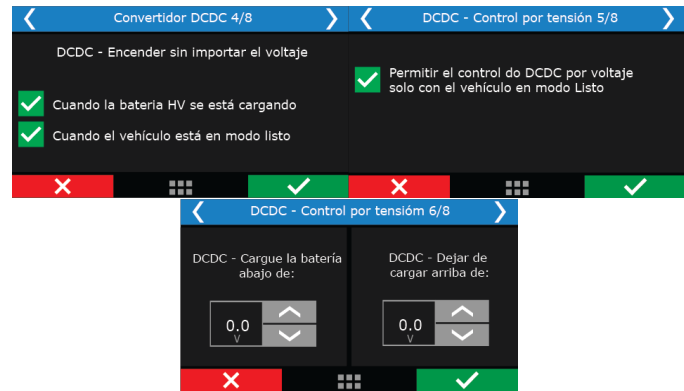 Convertidor DCDC 4/8
DCDC - Encender sin importar el voltaje
Cuando la bateria HV se está cargando
Cuando el vehículo está en modo listo
DCDC - Control por tensión 5/8
Permitir el control do DCDC por voltaje
solo con el vehículo en modo Listo
DCDC - Control por tensióm 6/8
DCDC - Cargue la batería
abajo de:
0.0
V
DCDC - Dejar de
cargar arriba de:
0.0
V